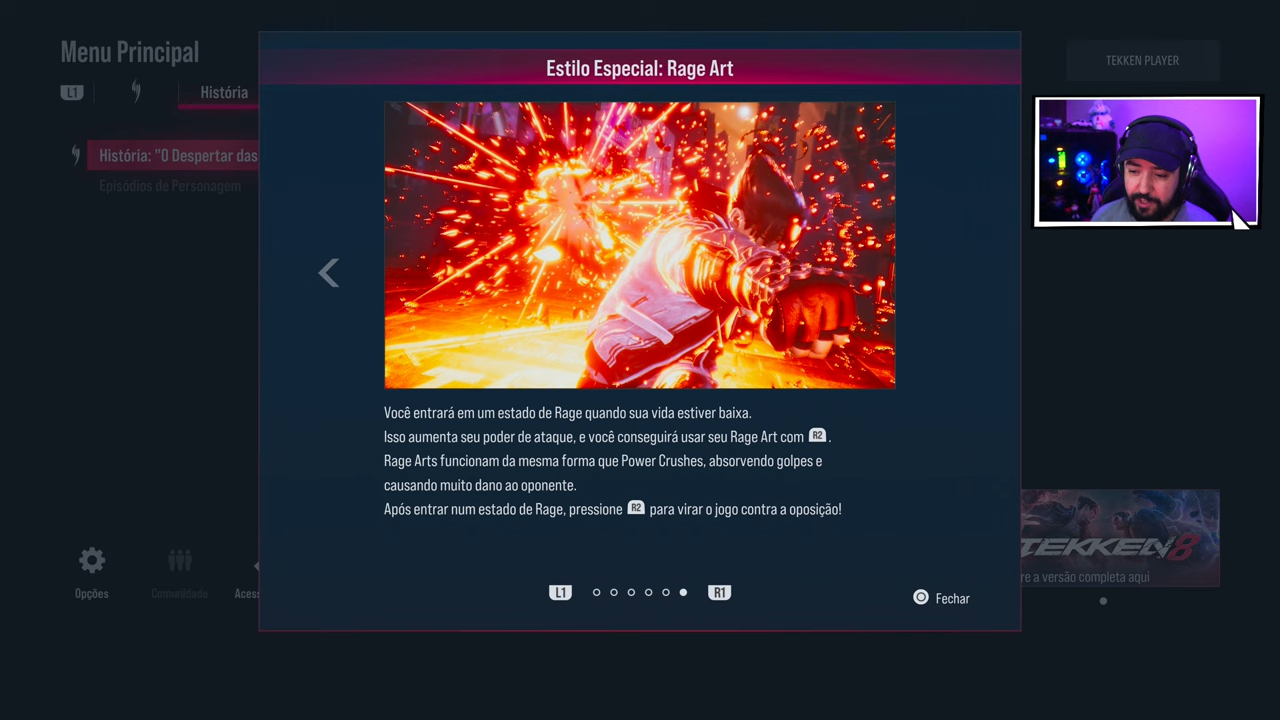 Menu Principal
TEKKEN PLAYER
L1
História
História: "O Despertar das
Episódios de Personagem
Estilo Especial: Rage Art
Você entrará em um estado de Rage quando sua vida estiver baixa.
Isso aumenta seu poder de ataque, e você conseguirá usar seu Rage Art com R2.
Rage Arts funcionam da mesma forma que Power Crushes, absorvendo golpes e
causando muito dano ao oponente.
Após entrar num estado de Rage, pressione R2 para virar o jogo contra a oposição!
L1
R1
Fechar
Opções
Comunidade
Aces
TEKKEN 8
re a versão completa aqui